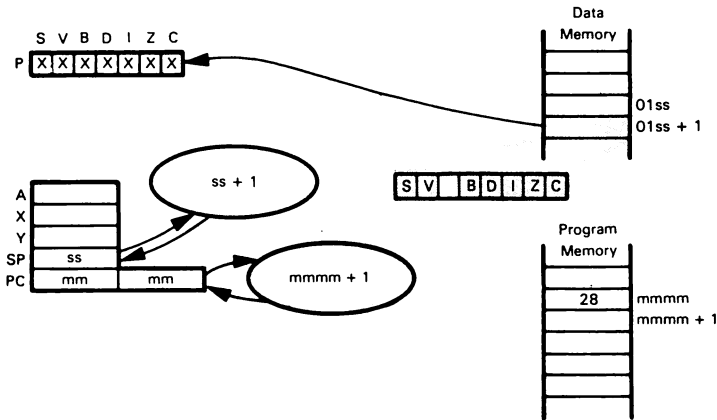 Data
Memory
S V B D I Z C
P X X X X X X X
01ss
01ss + 1
ss + 1
S V B D I Z C
A
X
Y
SP ss
PC mm mm
mmmm + 1
Program
Memory
28 mmmm
mmmm + 1